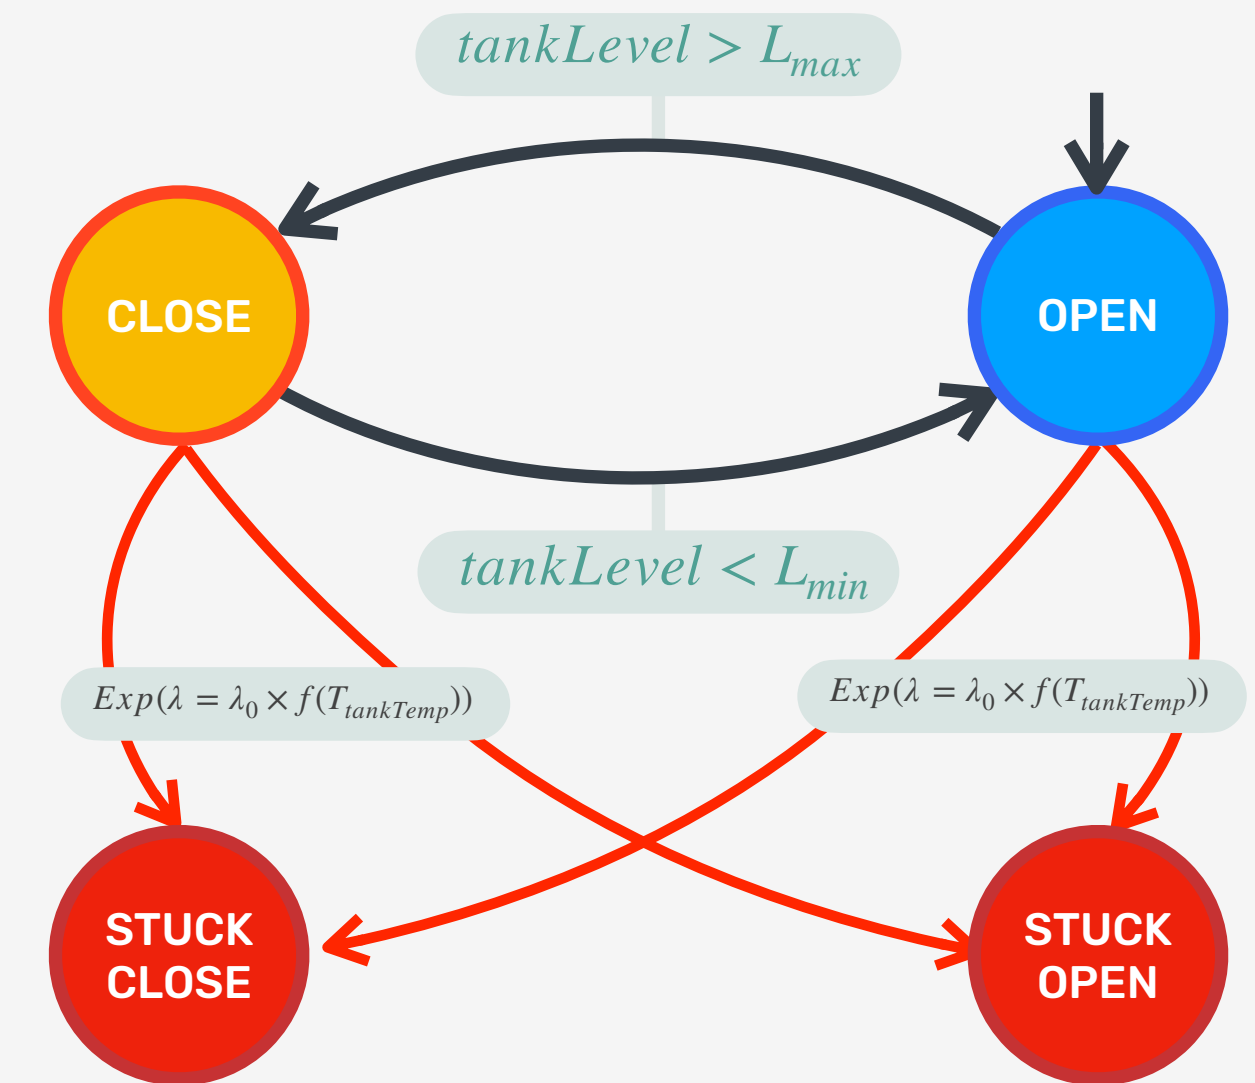 tankLevel > L_max
CLOSE
OPEN
tankLevel < L_min
Exp(λ = λ_0 × f(T_tankTemp))
Exp(λ = λ_0 × f(T_tankTemp))
STUCK
CLOSE
STUCK
OPEN